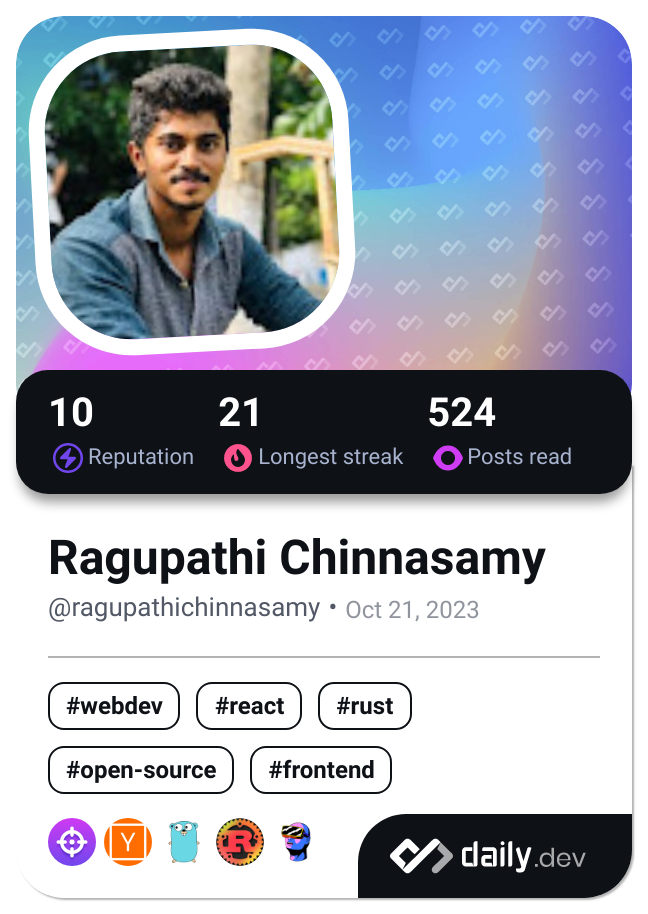 10 21 524
Reputation Longest streak Posts read
Ragupathi Chinnasamy
@ragupathichinnasamy • Oct 21, 2023
#webdev #react #rust
#open-source #frontend
Y R daily.dev